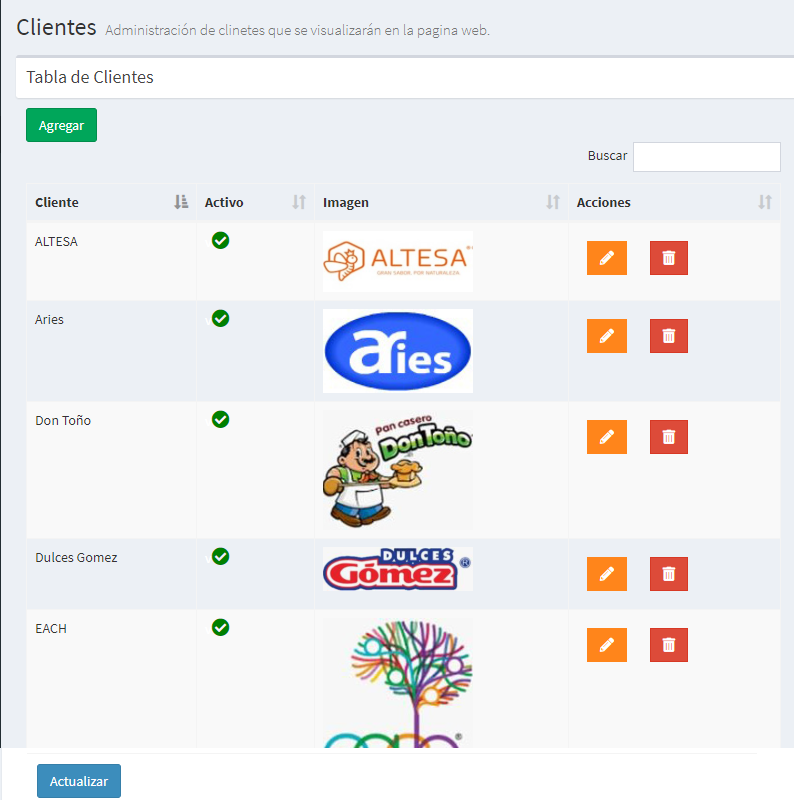 Clientes Administración de clinetes que se visualizarán en la pagina web.
Tabla de Clientes
Agregar
Buscar
Cliente Activo Imagen Acciones
ALTESA
ALTESA
GRAN SABOR. POR NATURALEZA.
Aries
aries
Don Toño
Pan casero
Don Toño
Dulces Gomez
DULCES
Gómez ®
EACH
®
Actualizar